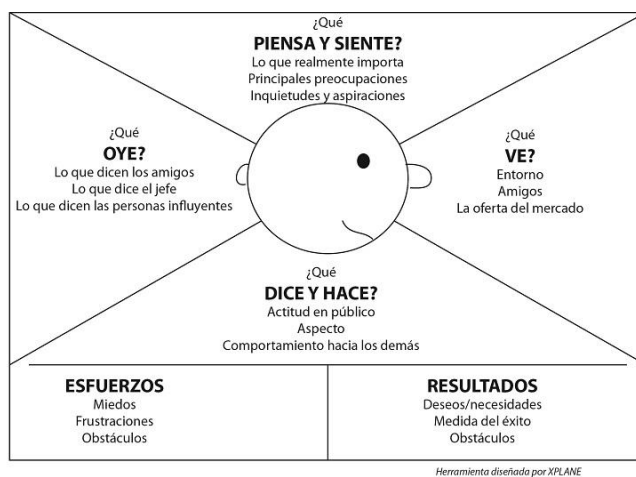 ¿Qué
PIENSA Y SIENTE?
Lo que realmente importa
Principales preocupaciones
Inquietudes y aspiraciones
¿Qué
OYE?
Lo que dicen los amigos
Lo que dice el jefe
Lo que dicen las personas influyentes
¿Qué
VE?
Entorno
Amigos
La oferta del mercado
¿Qué
DICE Y HACE?
Actitud en público
Aspecto
Comportamiento hacia los demás
ESFUERZOS
Miedos
Frustraciones
Obstáculos
RESULTADOS
Deseos/necesidades
Medida del éxito
Obstáculos
Herramienta diseñada por XPLANE